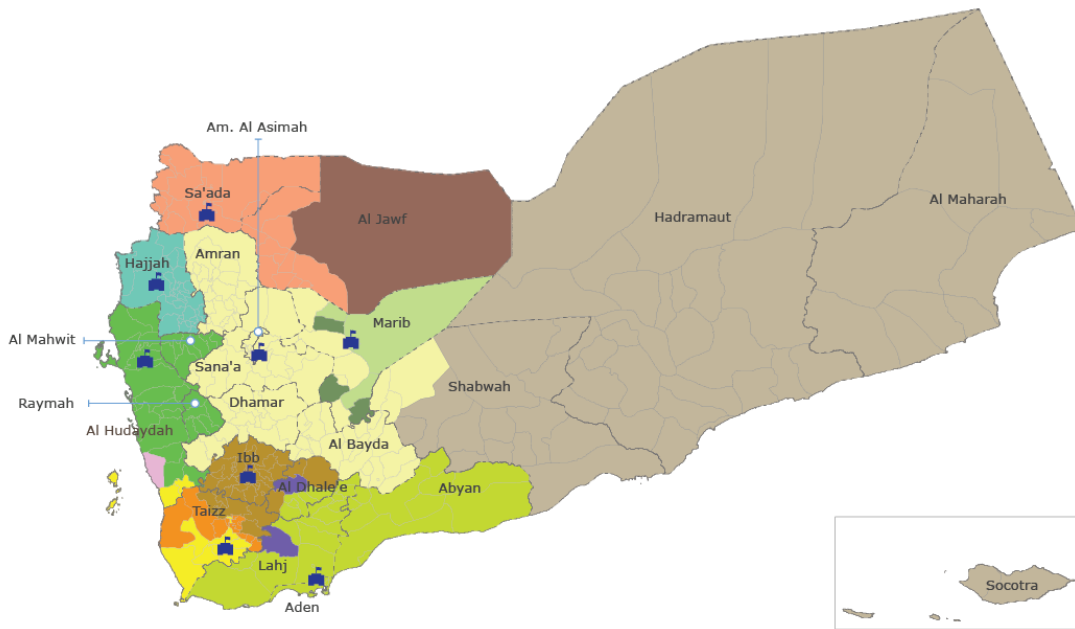 Am. Al Asimah
Sa'ada
Al Jawf
Hadramaut
Al Maharah
Amran
Hajjah
Marib
Al Mahwit
Sana'a
Shabwah
Raymah
Dhamar
Al Hudaydah
Al Bayda
Ibb
Al Dhale'e
Abyan
Taizz
Lahj
Aden
Socotra